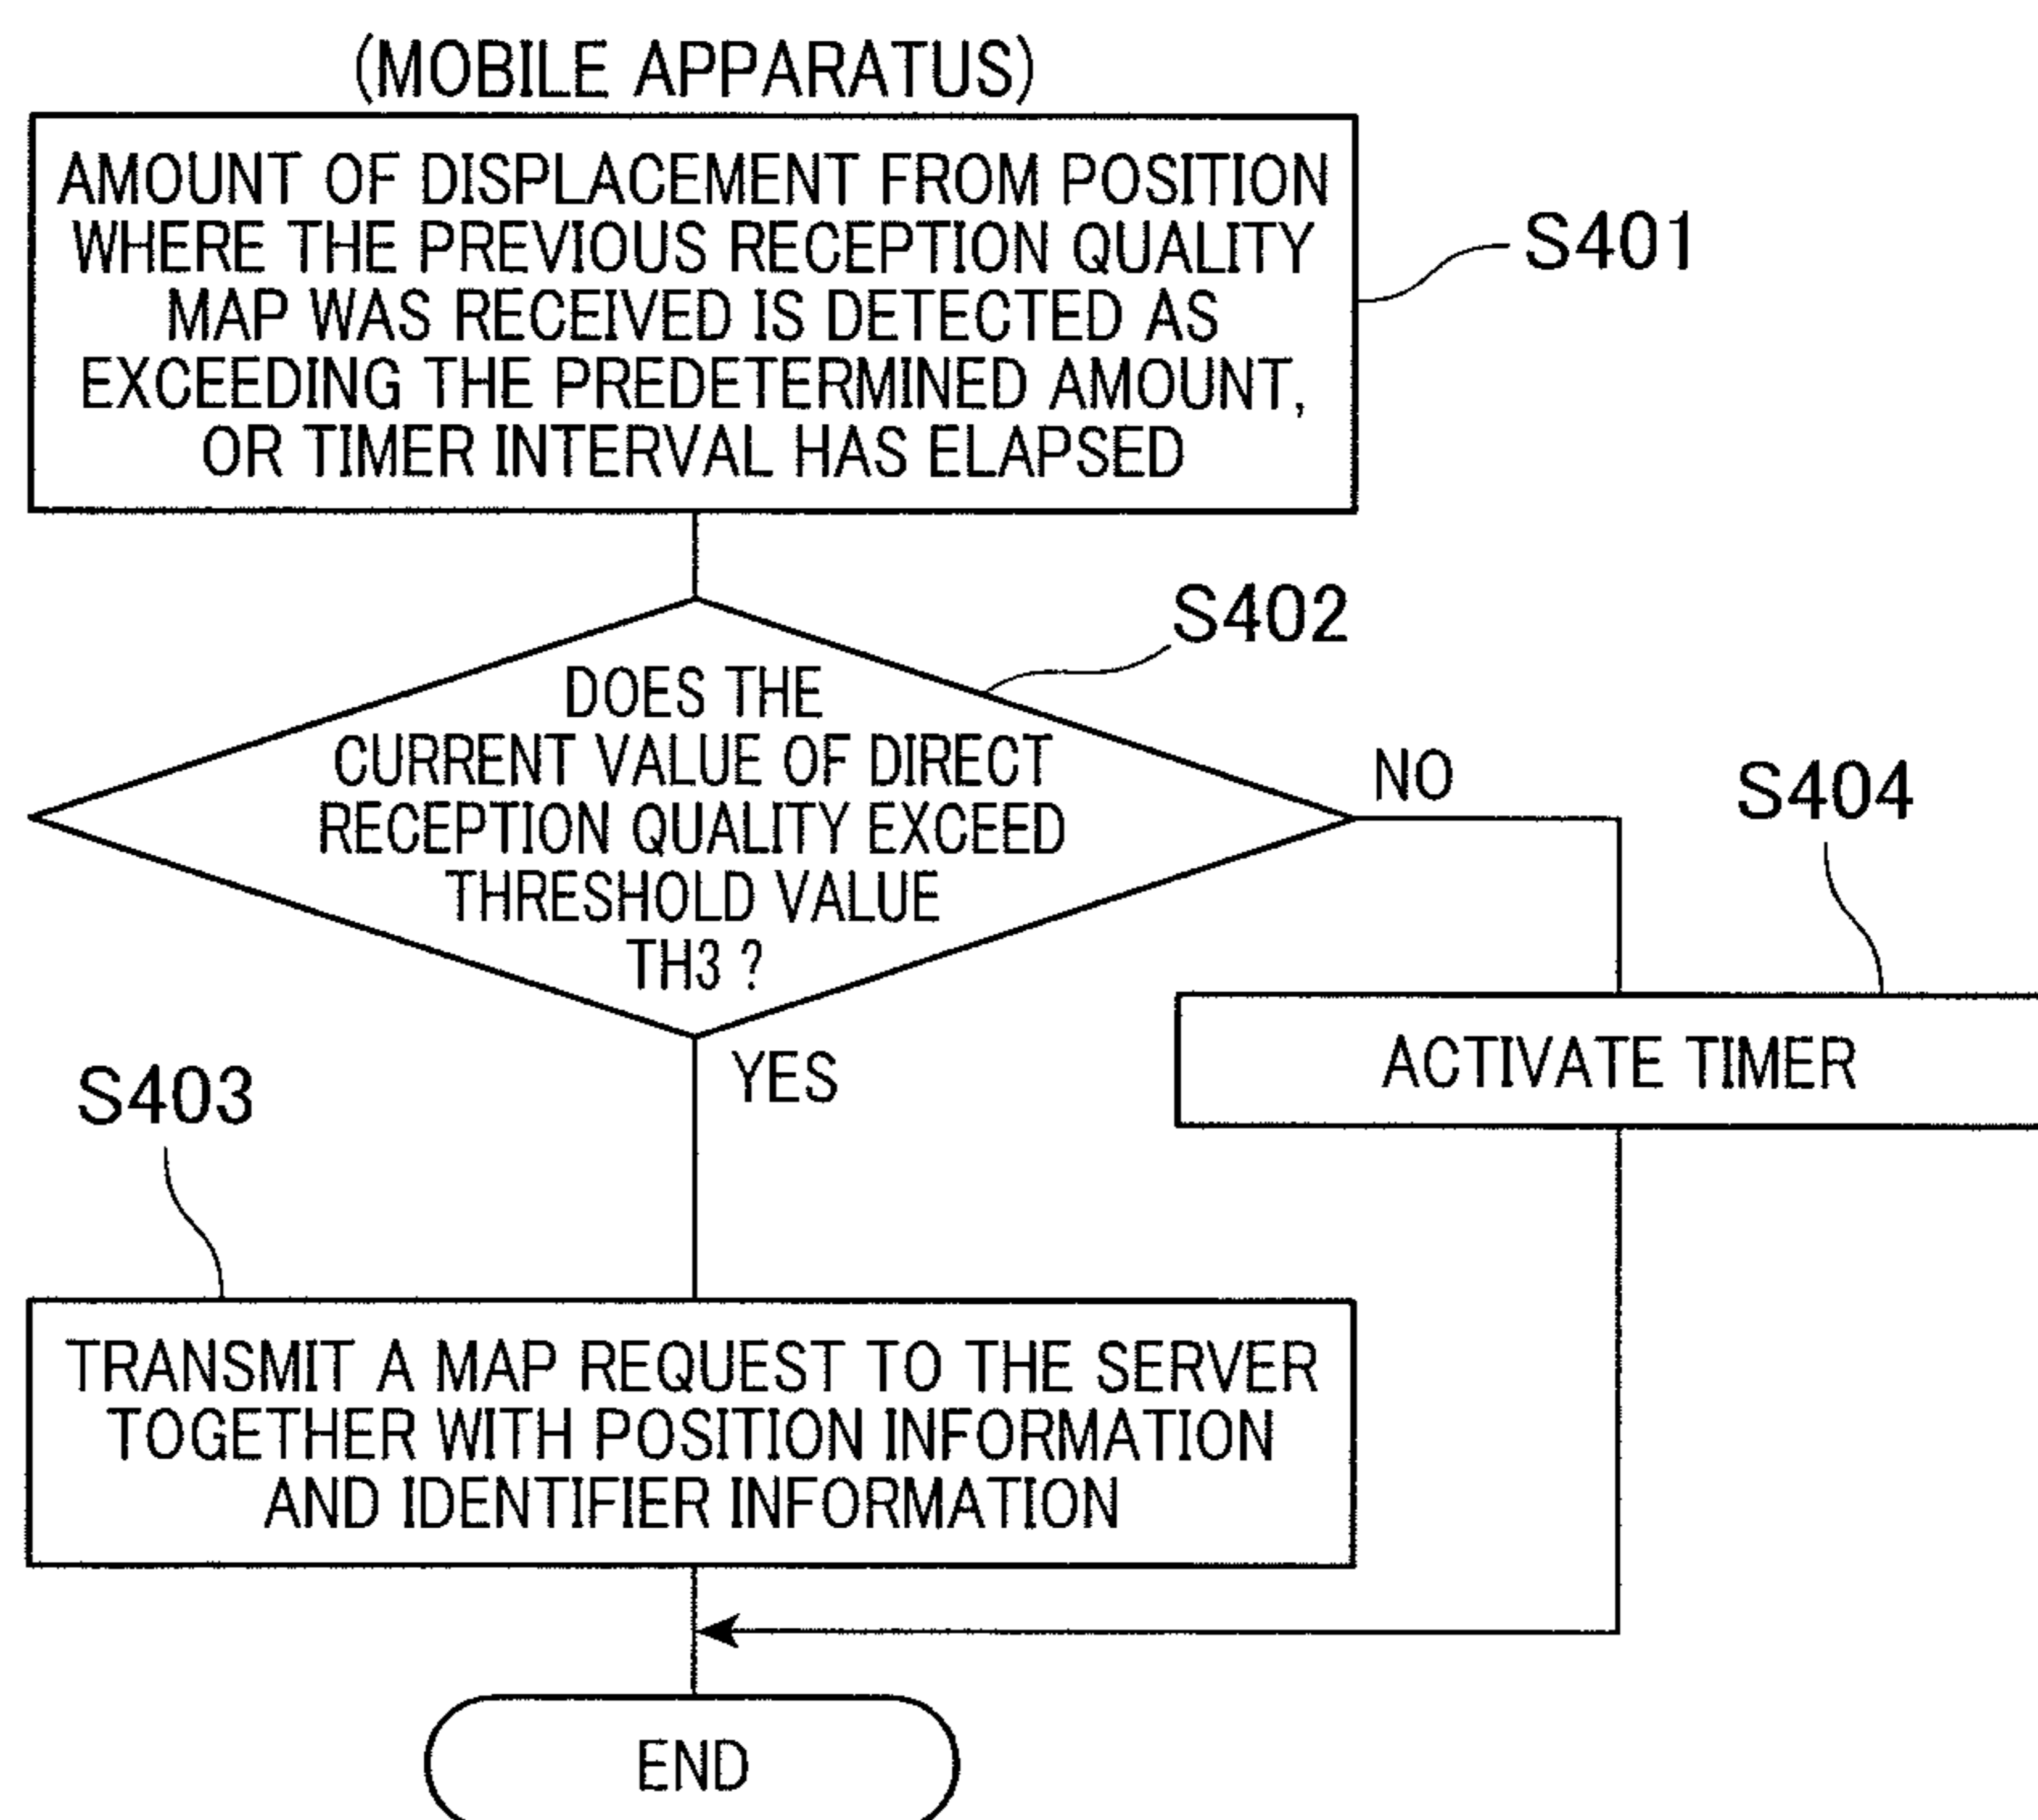 (MOBILE APPARATUS)
AMOUNT OF DISPLACEMENT FROM POSITION
WHERE THE PREVIOUS RECEPTION QUALITY
MAP WAS RECEIVED IS DETECTED AS
EXCEEDING THE PREDETERMINED AMOUNT,
OR TIMER INTERVAL HAS ELAPSED
S401
S402
DOES THE
CURRENT VALUE OF DIRECT
RECEPTION QUALITY EXCEED
THRESHOLD VALUE
TH3 ?
NO
S404
ACTIVATE TIMER
YES
S403
TRANSMIT A MAP REQUEST TO THE SERVER
TOGETHER WITH POSITION INFORMATION
AND IDENTIFIER INFORMATION
END